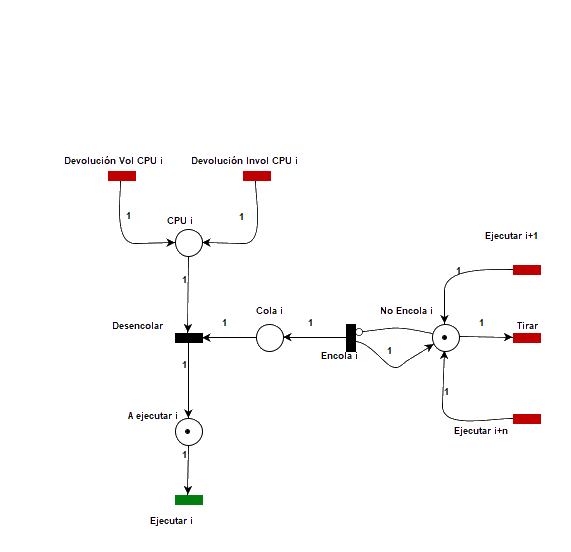 Devolución Vol CPU i
Devolución Invol CPU i
1
1
CPU i
Ejecutar i+1
1
1
Cola i
No Encola i
Desencolar
1
1
1
Tirar
Encola i
1
1
1
A ejecutar i
Ejecutar i+n
1
Ejecutar i